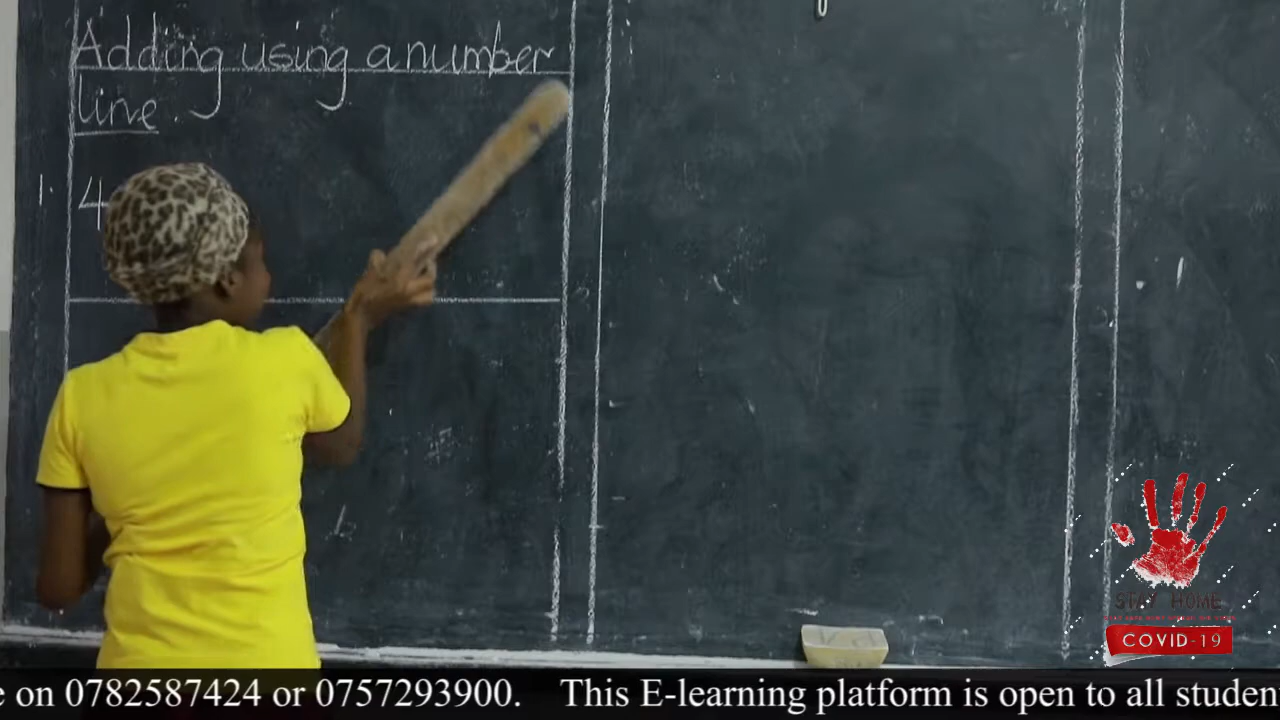 Adding using a number
line.
1. 4
STAY HOME
COVID-19
e on 0782587424 or 0757293900. This E-learning platform is open to all studen